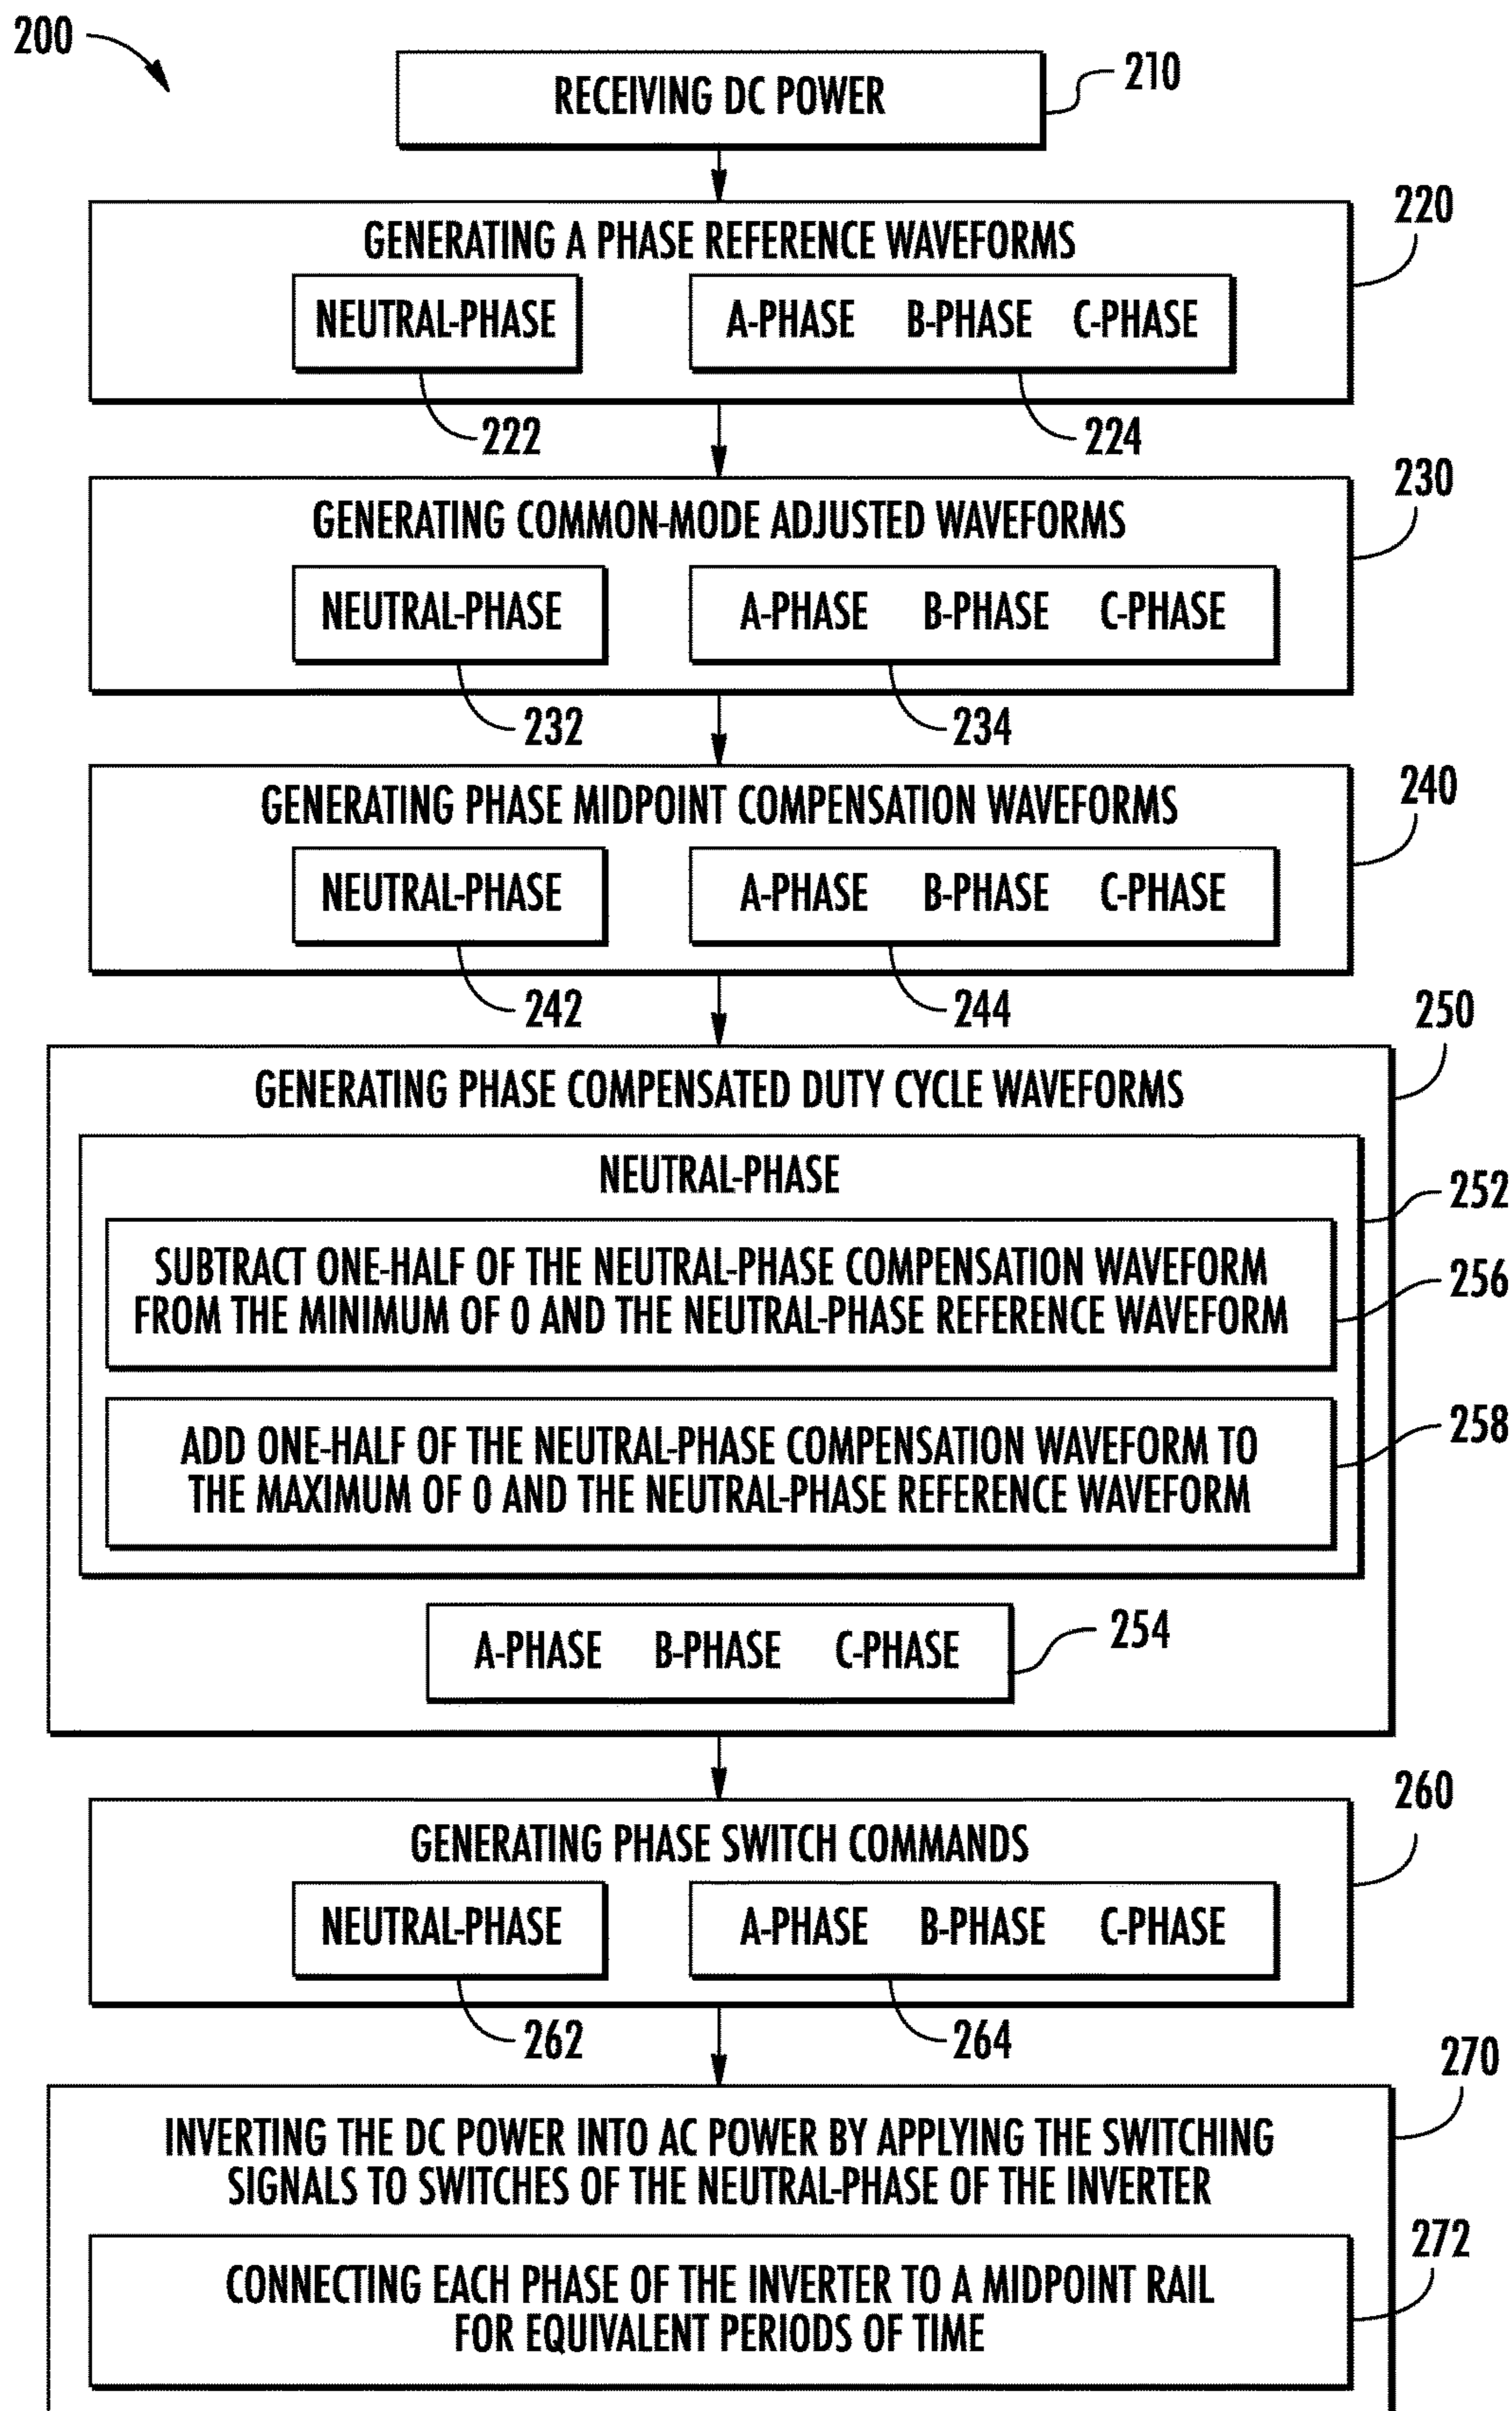 200
RECEIVING DC POWER
210
GENERATING A PHASE REFERENCE WAVEFORMS
220
NEUTRAL-PHASE
A-PHASE B-PHASE C-PHASE
222
224
GENERATING COMMON-MODE ADJUSTED WAVEFORMS
230
NEUTRAL-PHASE
A-PHASE B-PHASE C-PHASE
232
234
GENERATING PHASE MIDPOINT COMPENSATION WAVEFORMS
240
NEUTRAL-PHASE
A-PHASE B-PHASE C-PHASE
242
244
250
GENERATING PHASE COMPENSATED DUTY CYCLE WAVEFORMS
NEUTRAL-PHASE
252
SUBTRACT ONE-HALF OF THE NEUTRAL-PHASE COMPENSATION WAVEFORM
FROM THE MINIMUM OF 0 AND THE NEUTRAL-PHASE REFERENCE WAVEFORM
256
ADD ONE-HALF OF THE NEUTRAL-PHASE COMPENSATION WAVEFORM TO
THE MAXIMUM OF 0 AND THE NEUTRAL-PHASE REFERENCE WAVEFORM
258
A-PHASE B-PHASE C-PHASE
254
GENERATING PHASE SWITCH COMMANDS
260
NEUTRAL-PHASE
A-PHASE B-PHASE C-PHASE
262
264
270
INVERTING THE DC POWER INTO AC POWER BY APPLYING THE SWITCHING
SIGNALS TO SWITCHES OF THE NEUTRAL-PHASE OF THE INVERTER
272
CONNECTING EACH PHASE OF THE INVERTER TO A MIDPOINT RAIL
FOR EQUIVALENT PERIODS OF TIME